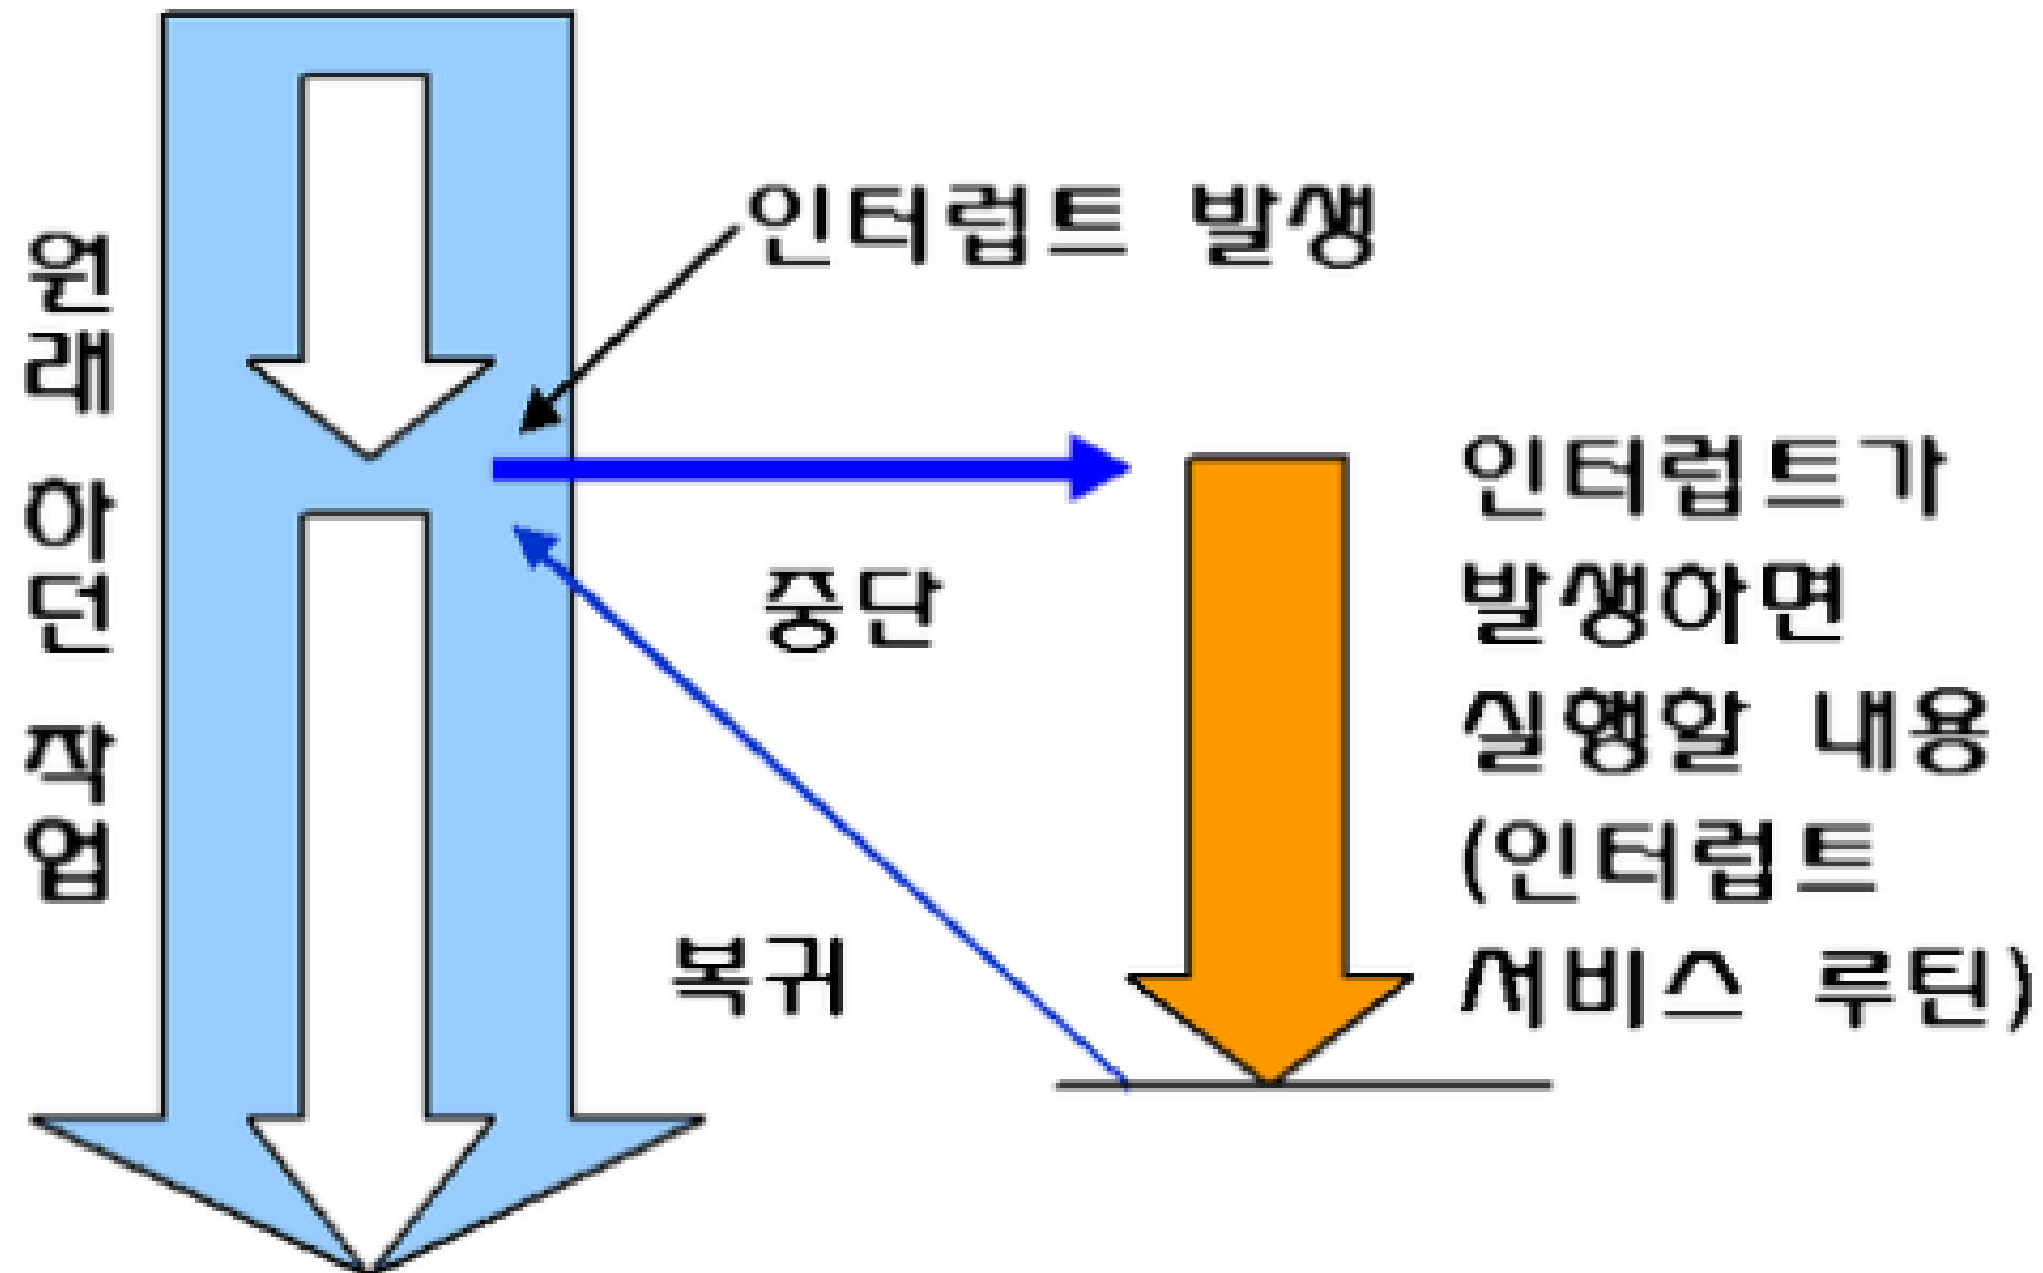 원래 하던 작업
인터럽트 발생
중단
복귀
인터럽트가
발생하면
실행할 내용
(인터럽트
서비스 루틴)